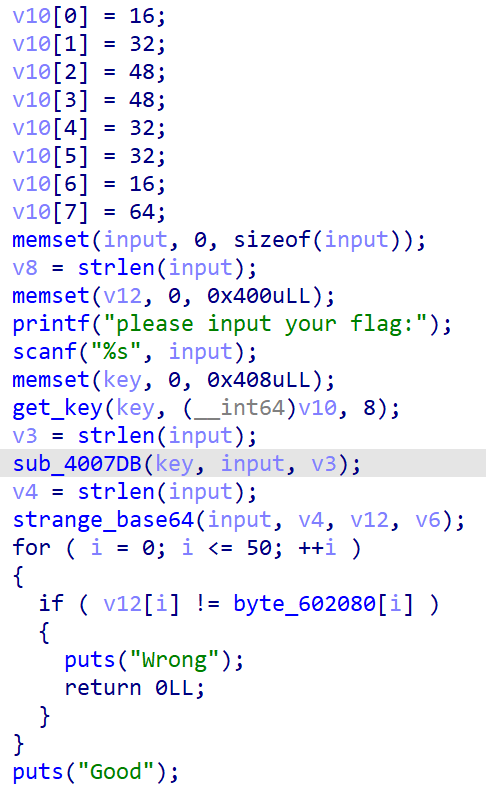 v10[0] = 16;
v10[1] = 32;
v10[2] = 48;
v10[3] = 48;
v10[4] = 32;
v10[5] = 32;
v10[6] = 16;
v10[7] = 64;
memset(input, 0, sizeof(input));
v8 = strlen(input);
memset(v12, 0, 0x400uLL);
printf("please input your flag:");
scanf("%s", input);
memset(key, 0, 0x408uLL);
get_key(key, (__int64)v10, 8);
v3 = strlen(input);
sub_4007DB(key, input, v3);
v4 = strlen(input);
strange_base64(input, v4, v12, v6);
for ( i = 0; i <= 50; ++i )
{
  if ( v12[i] != byte_602080[i] )
  {
    puts("Wrong");
    return 0LL;
  }
}
puts("Good");